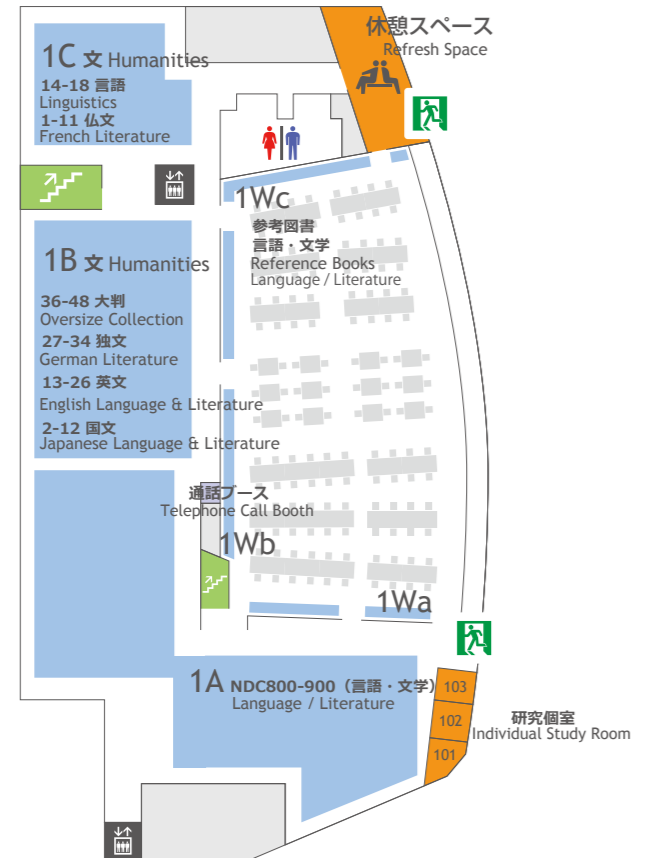 休憩スペース
Refresh Space
1C 文 Humanities
14-18 言語
Linguistics
1-11 仏文
French Literature
1Wc
参考図書
言語・文学
Reference Books
Language / Literature
1B 文 Humanities
36-48 大判
Oversize Collection
27-34 独文
German Literature
13-26 英文
English Language & Literature
2-12 国文
Japanese Language & Literature
通話ブース
Telephone Call Booth
1Wb
1Wa
1A NDC800-900（言語・文学）
Language / Literature
103
102
101
研究個室
Individual Study Room